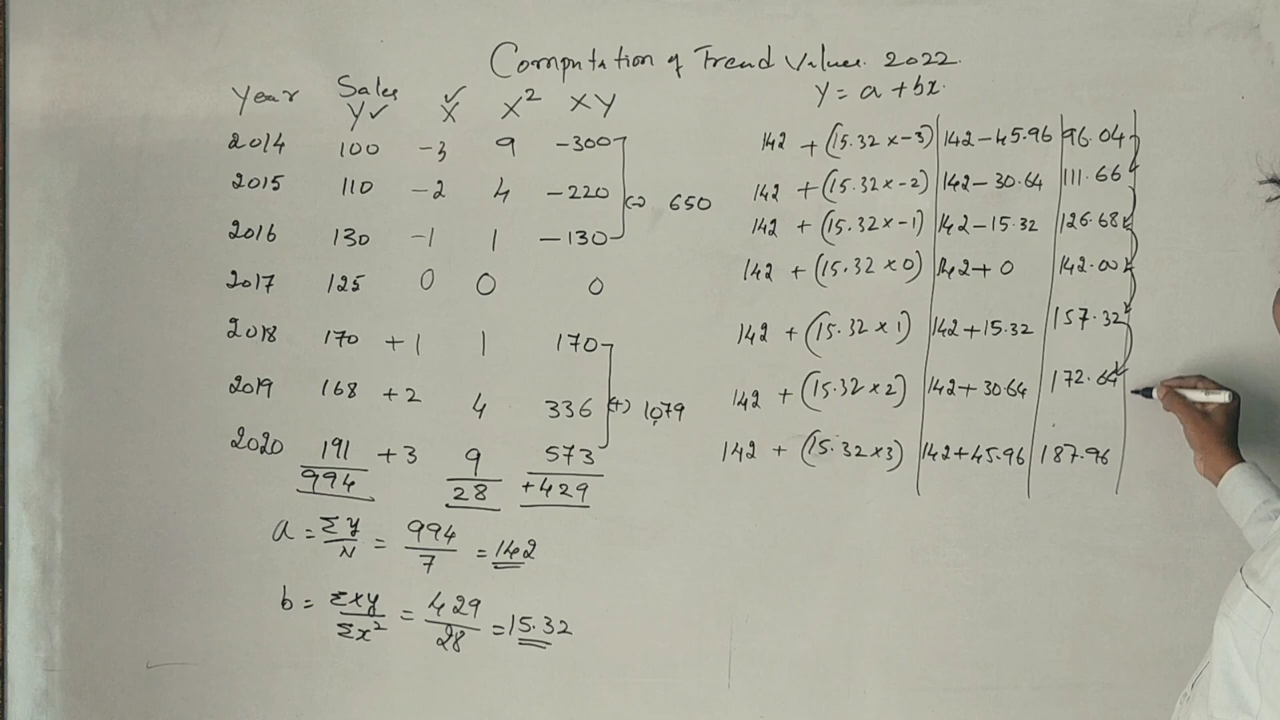 Computation of Trend Values. 2022.
Year Sales Y✓ X✓ X² XY y = a + bx.
2014 100 -3 9 -300 142 + (15.32 x -3) 142 - 45.96 96.04
2015 110 -2 4 -220 (-) 650 142 + (15.32 x -2) 142 - 30.64 111.66
2016 130 -1 1 -130 142 + (15.32 x -1) 142 - 15.32 126.68
2017 125 0 0 0 142 + (15.32 x 0) 142 + 0 142.00
2018 170 +1 1 170 142 + (15.32 x 1) 142 + 15.32 157.32
2019 168 +2 4 336 (+) 1079 142 + (15.32 x 2) 142 + 30.64 172.64
2020 191 +3 9 573 142 + (15.32 x 3) 142 + 45.96 187.96
994 28 +429
a = Σy/N = 994/7 = 142
b = Σxy/Σx² = 429/28 = 15.32